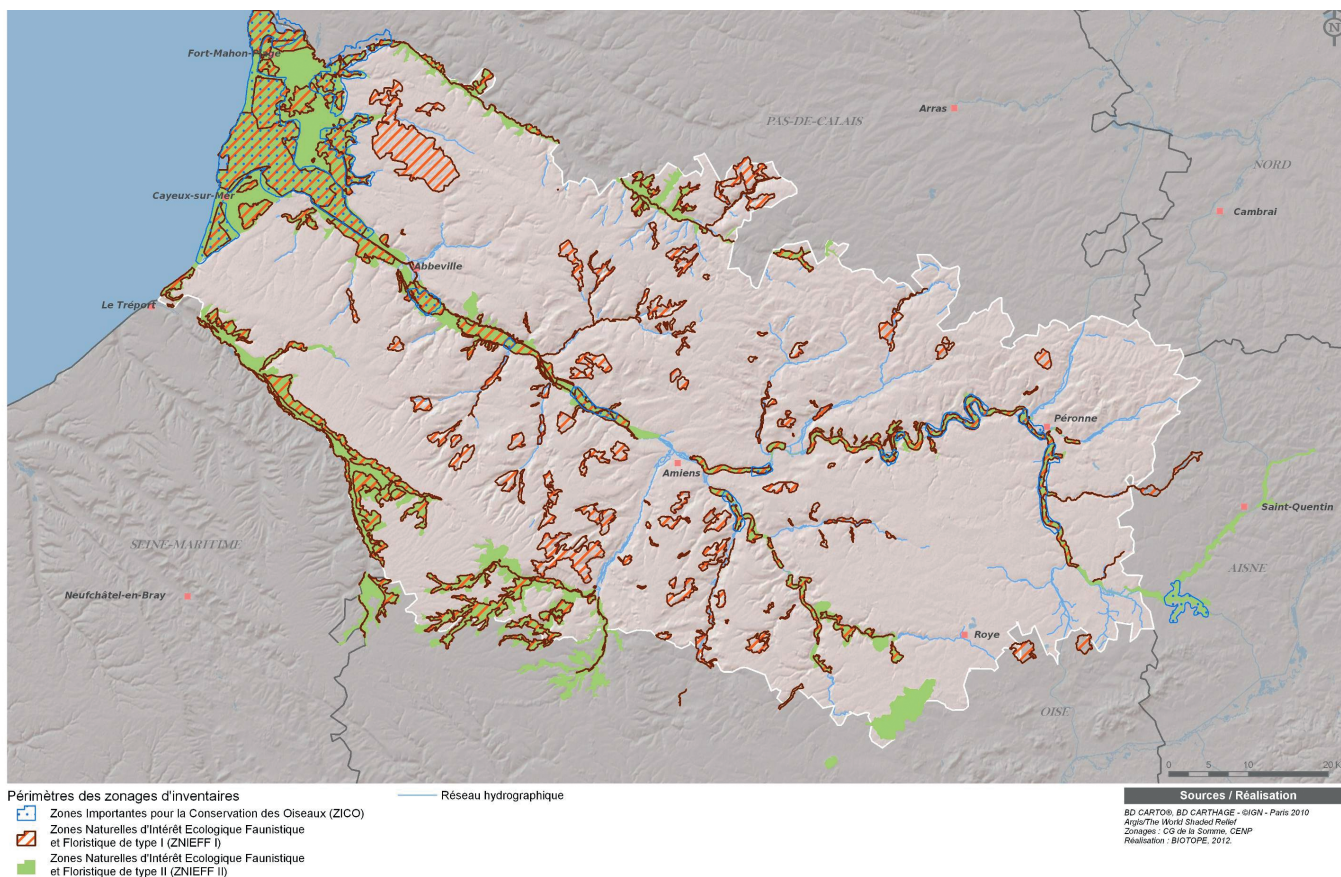 N
Fort-Mahon-Plage
Arras
PAS-DE-CALAIS
NORD
Cayeux-sur-Mer
Cambrai
Abbeville
Le Tréport
Péronne
Amiens
Saint-Quentin
SEINE-MARITIME
AISNE
Neufchâtel-en-Bray
Roye
OISE
0 5 10 20 K
Périmètres des zonages d'inventaires
Zones Importantes pour la Conservation des Oiseaux (ZICO)
Zones Naturelles d'Intérêt Ecologique Faunistique
et Floristique de type I (ZNIEFF I)
Zones Naturelles d'Intérêt Ecologique Faunistique
et Floristique de type II (ZNIEFF II)
Réseau hydrographique
Sources / Réalisation
BD CARTO®, BD CARTHAGE - ©IGN - Paris 2010
Argis/The World Shaded Relief
Zonages : CG de la Somme, CENP
Réalisation : BIOTOPE, 2012.